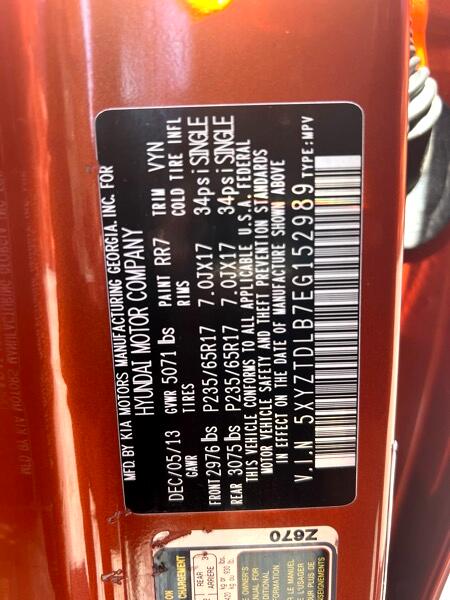 MFD.BY KIA MOTORS MANUFACTURING GEORGIA, INC. FOR
HYUNDAI MOTOR COMPANY
DEC/05/13 GVWR 5071 lbs PAINT RR7 TRIM VYN
GAWR RIMS COLD TIRE INFL
FRONT 2976 lbs P235/65R17 7.0JX17 34psi SINGLE
REAR 3075 lbs P235/65R17 7.0JX17 34psi SINGLE
THIS VEHICLE CONFORMS TO ALL APPLICABLE U.S.A. FEDERAL
MOTOR VEHICLE SAFETY AND THEFT PREVENTION STANDARDS
IN EFFECT ON THE DATE OF MANUFACTURE SHOWN ABOVE
V.I.N 5XYZTDLB7EG152989 TYPE:MPV
Z670
CHARGEMENT
REAR
ARRIERE